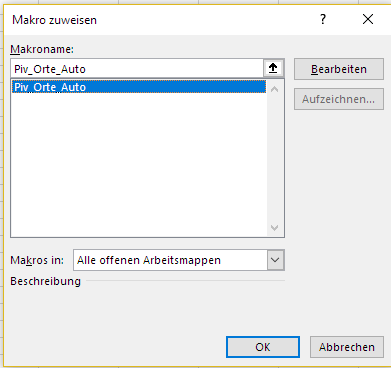 Makro zuweisen
?
Makroname:
Piv_Orte_Auto
Bearbeiten
Piv_Orte_Auto
Aufzeichnen...
Makros in: Alle offenen Arbeitsmappen
Beschreibung
OK Abbrechen